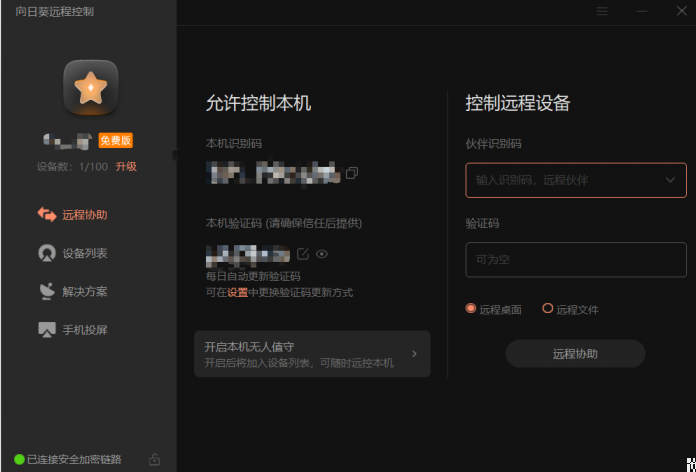 向日葵远程控制
免费版
设备数：1/100 升级
远程协助
设备列表
解决方案
手机投屏
已连接安全加密链路
允许控制本机
本机识别码
本机验证码 (请确保信任后提供)
每日自动更新验证码
可在设置中更换验证码更新方式
开启本机无人值守
开启后将加入设备列表，可随时远控本机
控制远程设备
伙伴识别码
输入识别码，远程伙伴
验证码
可为空
远程桌面 远程文件
远程协助